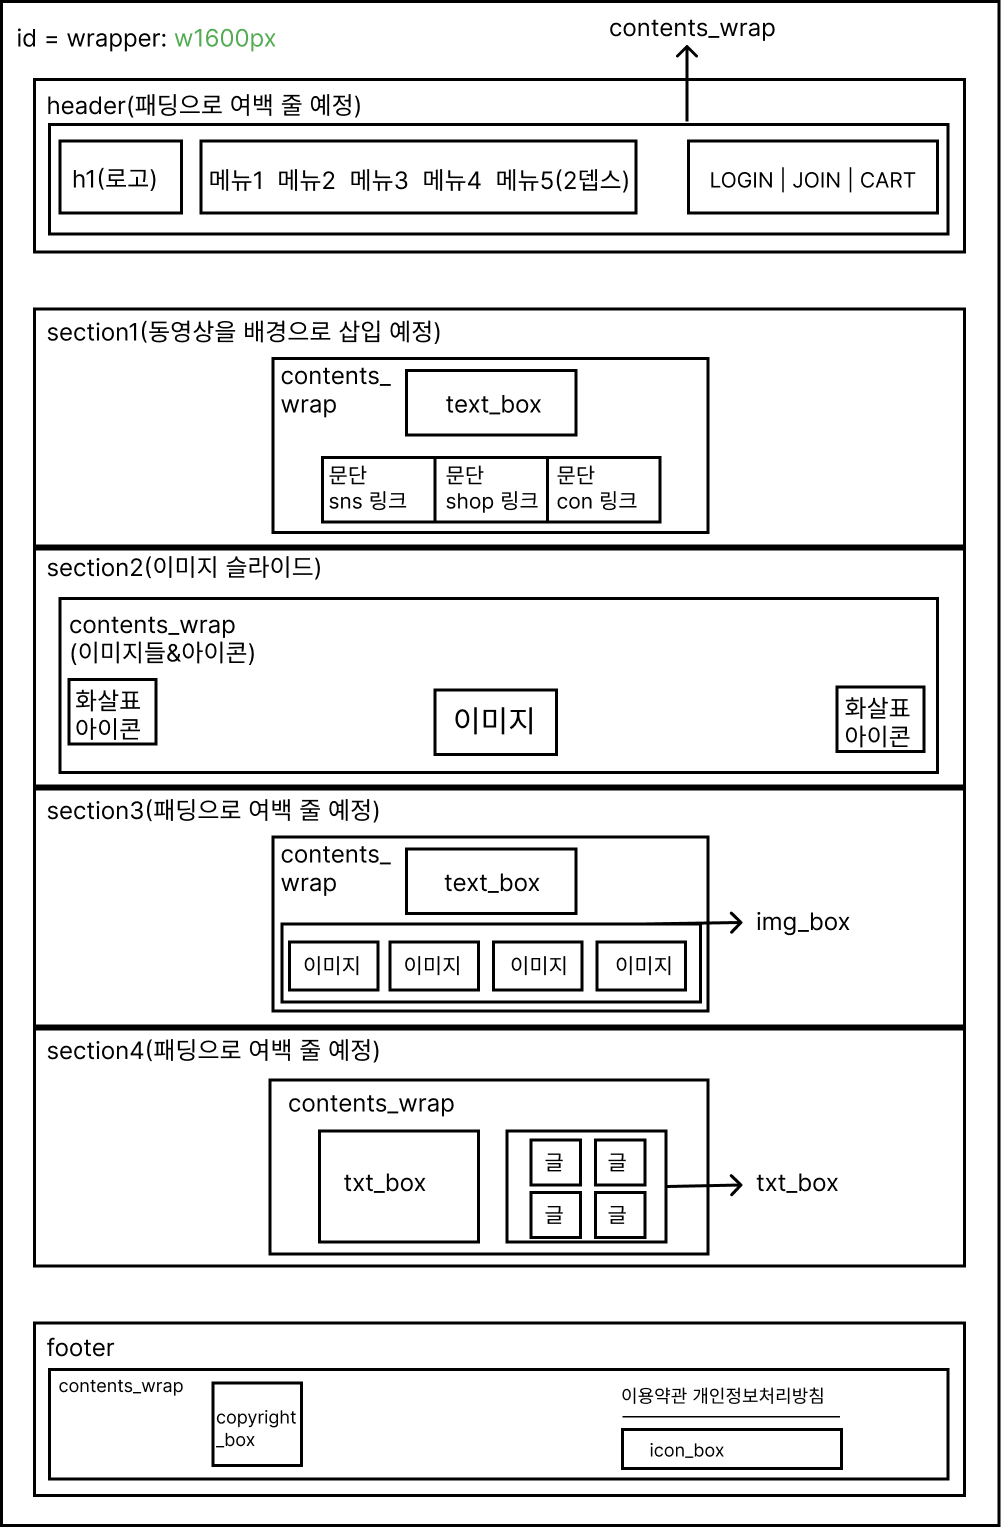 id = wrapper: w1600px
contents_wrap
header(패딩으로 여백 줄 예정)
h1(로고)
메뉴1 메뉴2 메뉴3 메뉴4 메뉴5(2뎁스)
LOGIN | JOIN | CART
section1(동영상을 배경으로 삽입 예정)
contents_
wrap
text_box
문단
sns 링크
문단
shop 링크
문단
con 링크
section2(이미지 슬라이드)
contents_wrap
(이미지들&아이콘)
화살표
아이콘
이미지
화살표
아이콘
section3(패딩으로 여백 줄 예정)
contents_
wrap
text_box
img_box
이미지
이미지
이미지
이미지
section4(패딩으로 여백 줄 예정)
contents_wrap
txt_box
글
글
글
글
txt_box
footer
contents_wrap
copyright
_box
이용약관 개인정보처리방침
icon_box